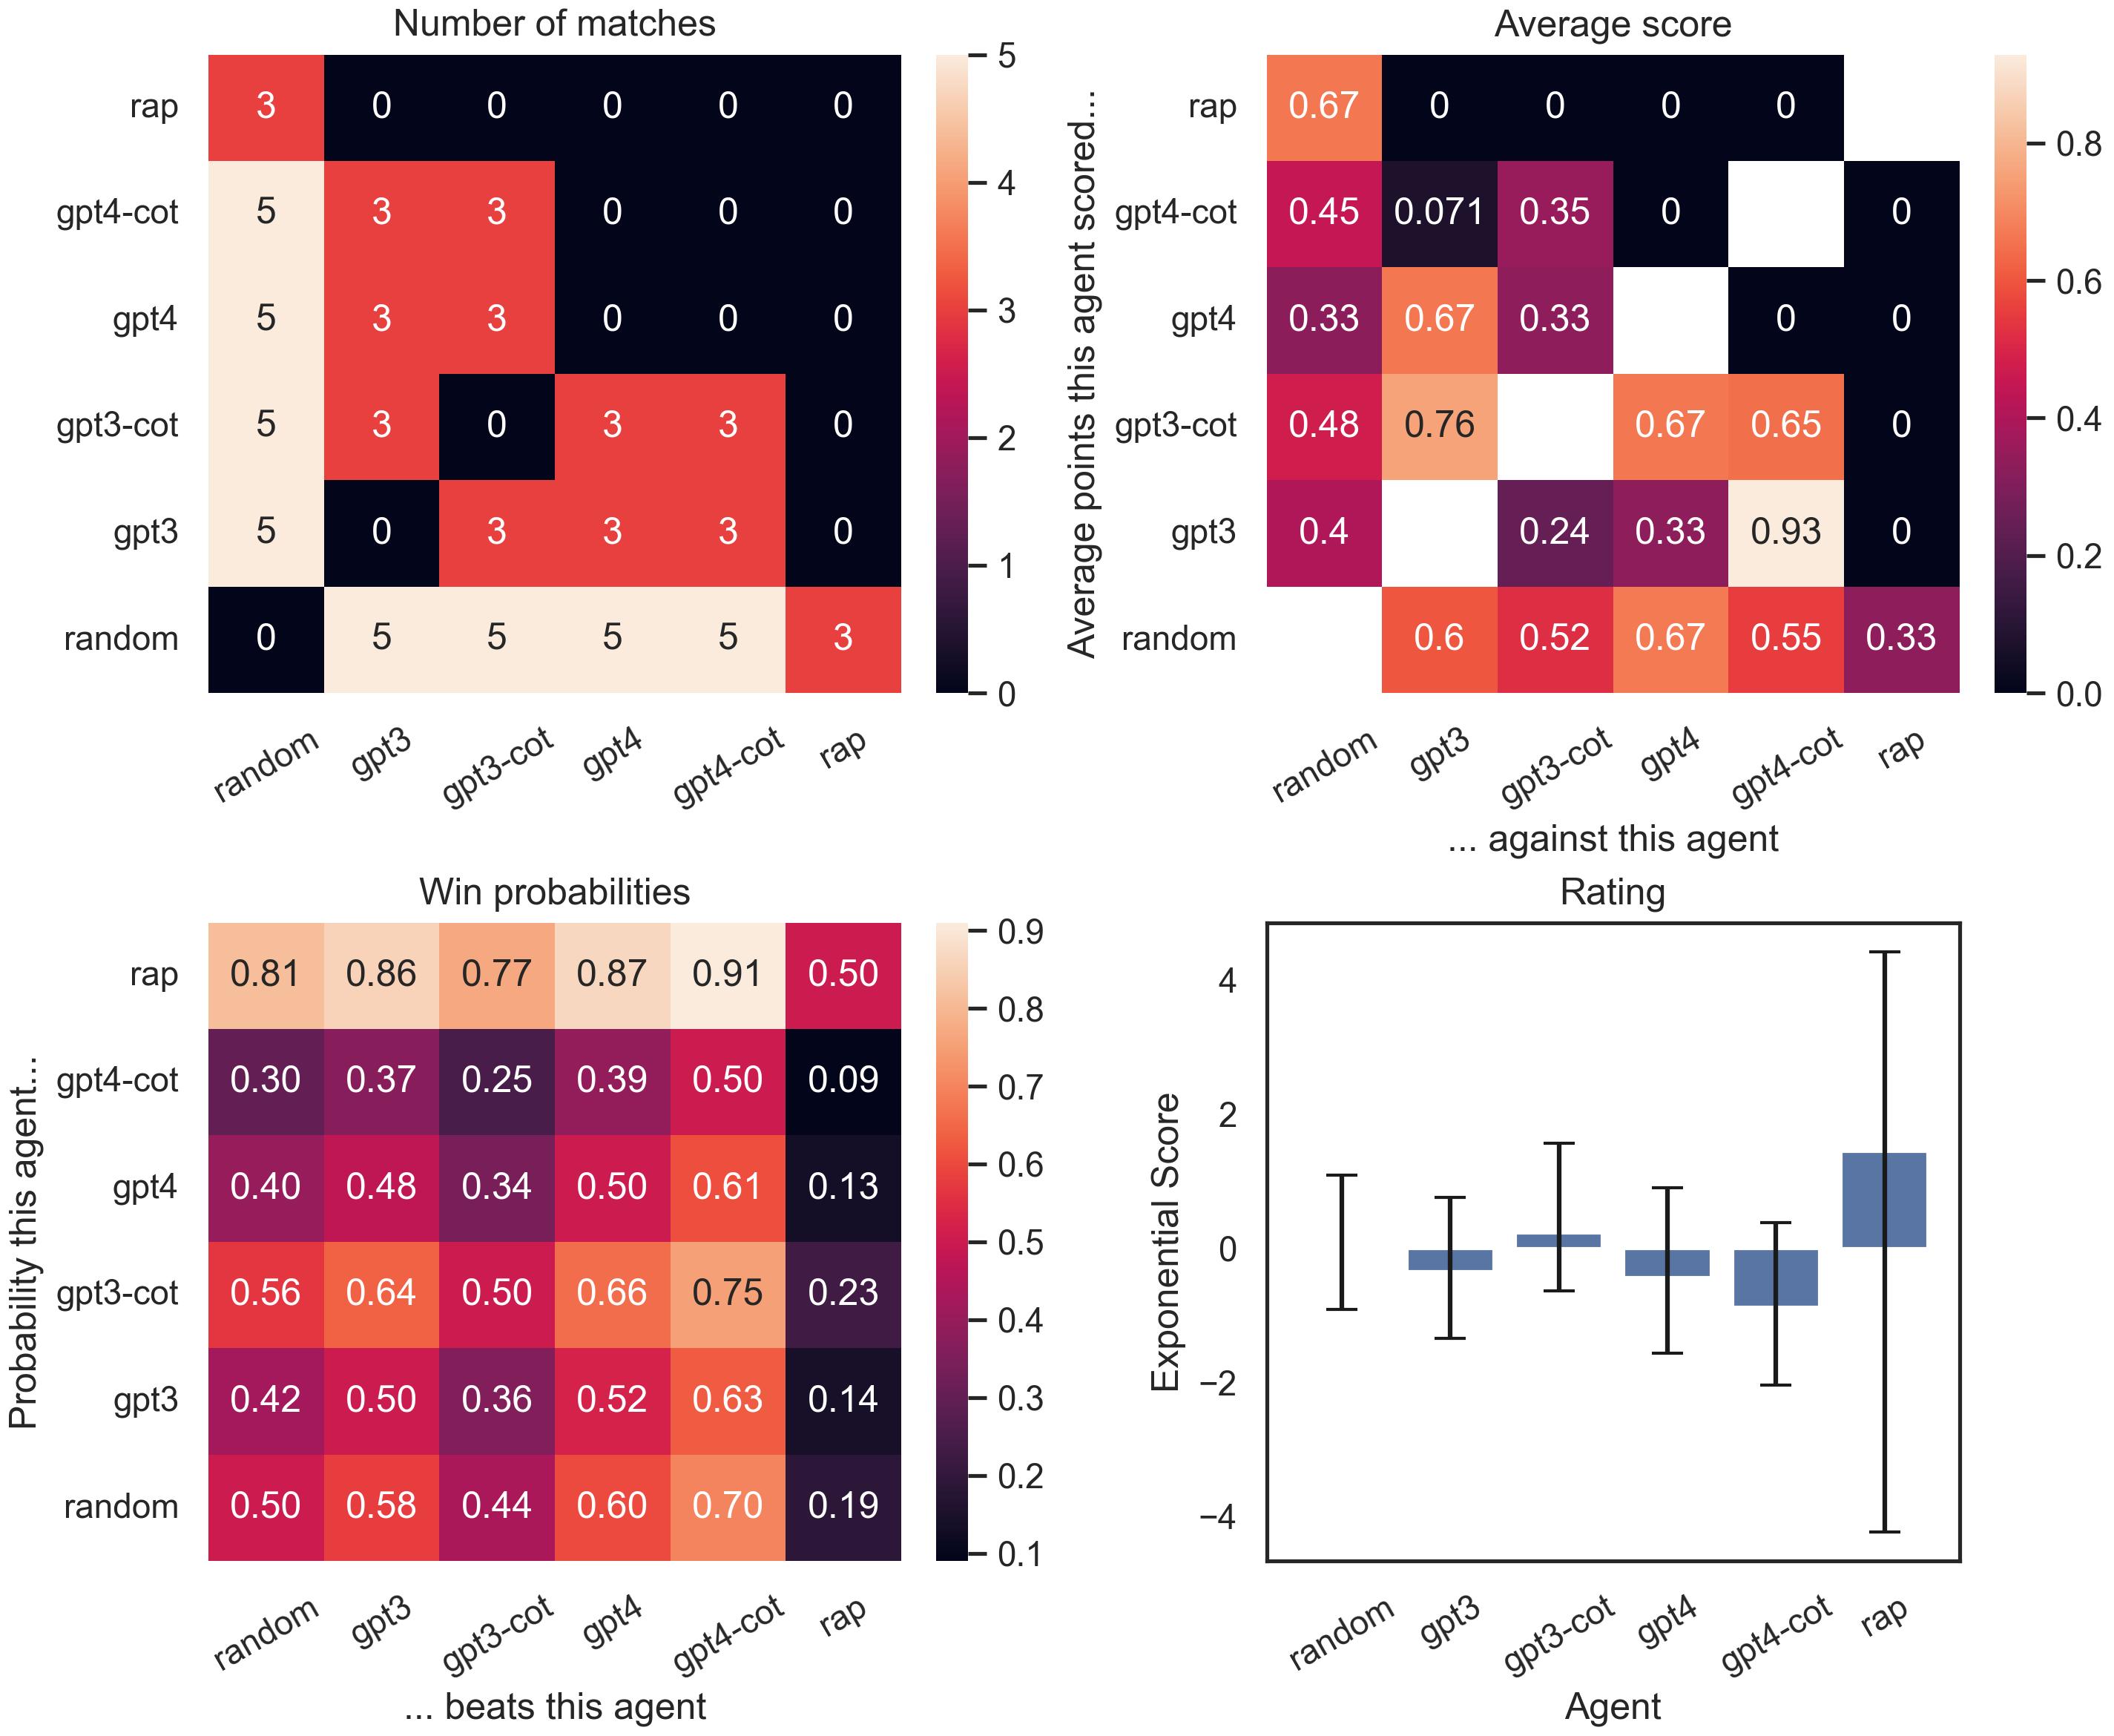 Number of matches
rap 3 0 0 0 0 0
gpt4-cot 5 3 3 0 0 0
gpt4 5 3 3 0 0 0
gpt3-cot 5 3 0 3 3 0
gpt3 5 0 3 3 3 0
random 0 5 5 5 5 3
random gpt3 gpt3-cot gpt4 gpt4-cot rap
5
4
3
2
1
0
Average score
Average points this agent scored...
rap 0.67 0 0 0 0
gpt4-cot 0.45 0.071 0.35 0 0
gpt4 0.33 0.67 0.33 0 0
gpt3-cot 0.48 0.76 0.67 0.65 0
gpt3 0.4 0.24 0.33 0.93 0
random 0.6 0.52 0.67 0.55 0.33
random gpt3 gpt3-cot gpt4 gpt4-cot rap
... against this agent
0.8
0.6
0.4
0.2
0.0
Win probabilities
Probability this agent...
rap 0.81 0.86 0.77 0.87 0.91 0.50
gpt4-cot 0.30 0.37 0.25 0.39 0.50 0.09
gpt4 0.40 0.48 0.34 0.50 0.61 0.13
gpt3-cot 0.56 0.64 0.50 0.66 0.75 0.23
gpt3 0.42 0.50 0.36 0.52 0.63 0.14
random 0.50 0.58 0.44 0.60 0.70 0.19
random gpt3 gpt3-cot gpt4 gpt4-cot rap
... beats this agent
0.9
0.8
0.7
0.6
0.5
0.4
0.3
0.2
0.1
Rating
Exponential Score
4
2
0
−2
−4
random gpt3 gpt3-cot gpt4 gpt4-cot rap
Agent